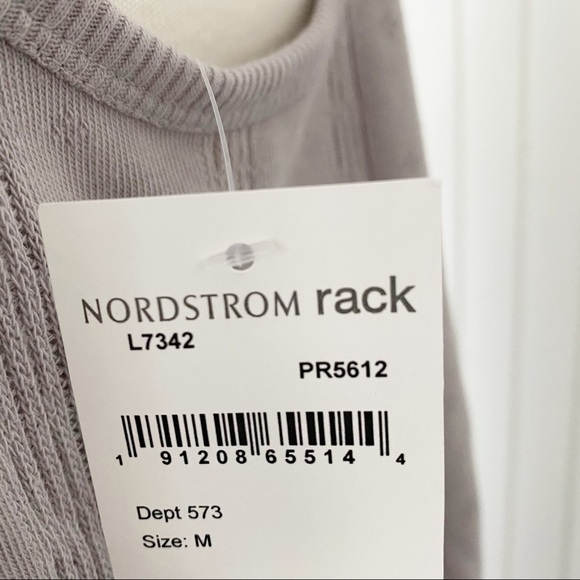 NORDSTROM rack
L7342
PR5612
1 91208 65514 4
Dept 573
Size: M